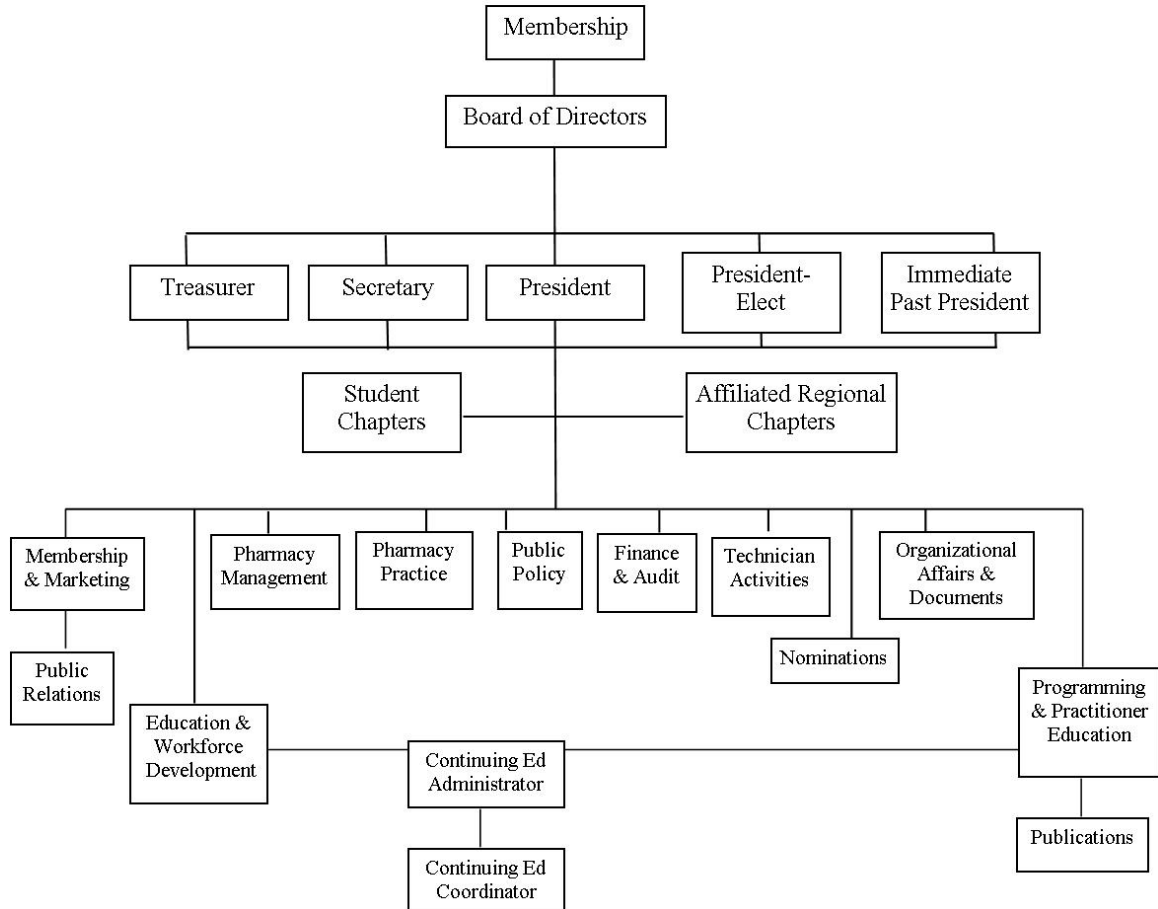 Membership
Board of Directors
Treasurer
Secretary
President
President-
Elect
Immediate
Past President
Student
Chapters
Affiliated Regional
Chapters
Membership
& Marketing
Pharmacy
Management
Pharmacy
Practice
Public
Policy
Finance
& Audit
Technician
Activities
Organizational
Affairs &
Documents
Public
Relations
Nominations
Education &
Workforce
Development
Programming
& Practitioner
Education
Continuing Ed
Administrator
Publications
Continuing Ed
Coordinator